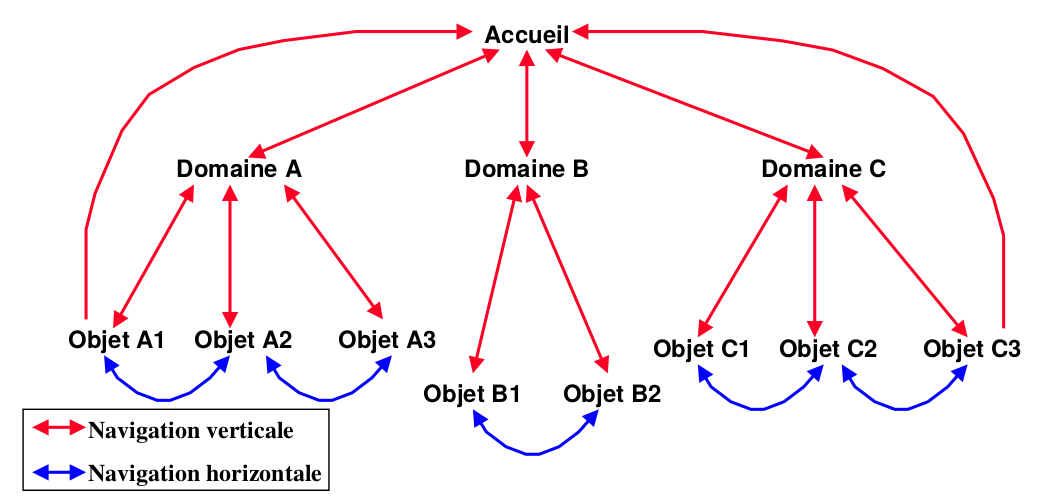 Accueil
Domaine A
Domaine B
Domaine C
Objet A1
Objet A2
Objet A3
Objet C1
Objet C2
Objet C3
Objet B1
Objet B2
Navigation verticale
Navigation horizontale